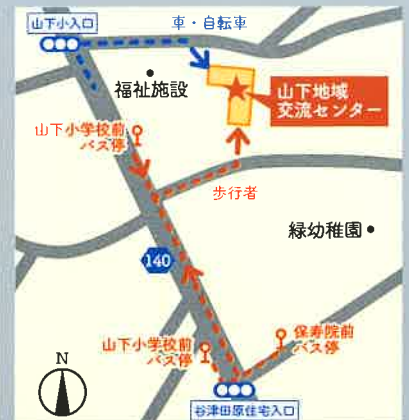 山下小入口
車・自転車
福祉施設
山下地域
交流センター
山下小学校前
バス停
歩行者
緑幼稚園
140
山下小学校前
バス停
保寿院前
バス停
N
谷津田原住宅入口